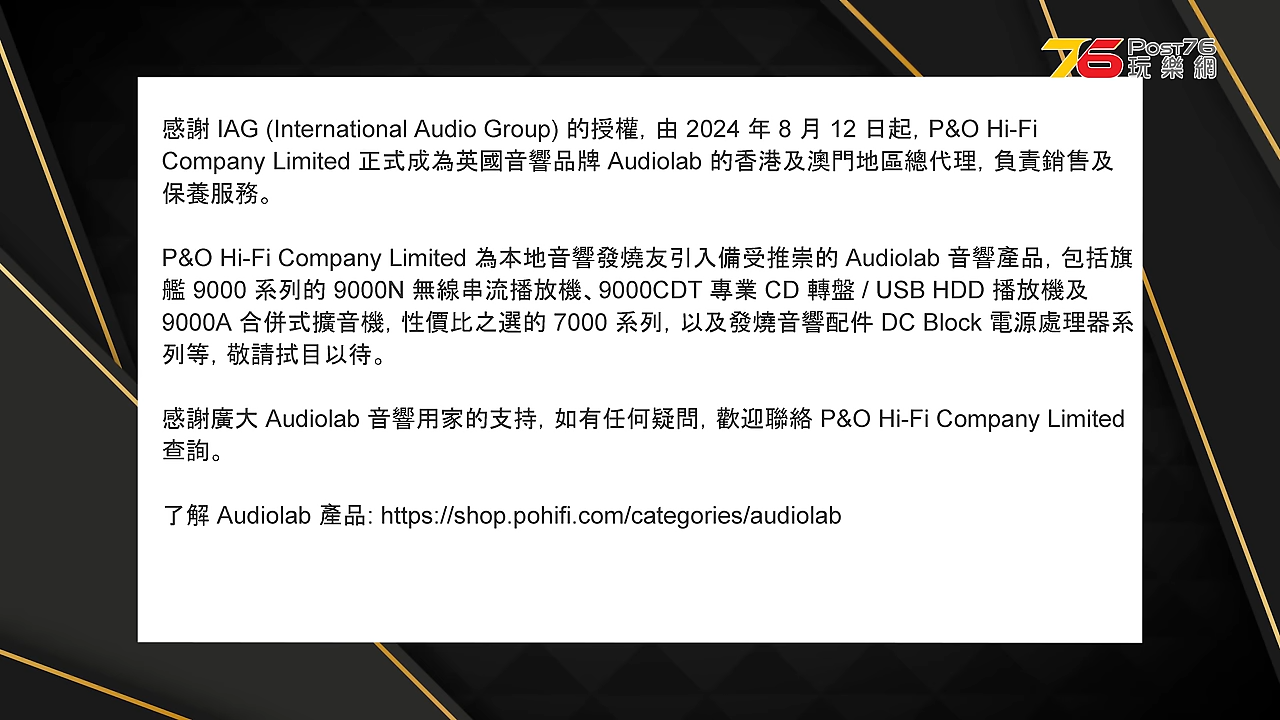 76 Post76
玩樂網
感謝 IAG (International Audio Group) 的授權, 由 2024 年 8 月 12 日起, P&O Hi-Fi
Company Limited 正式成為英國音響品牌 Audiolab 的香港及澳門地區總代理, 負責銷售及
保養服務。
P&O Hi-Fi Company Limited 為本地音響發燒友引入備受推崇的 Audiolab 音響產品, 包括旗
艦 9000 系列的 9000N 無線串流播放機、9000CDT 專業 CD 轉盤 / USB HDD 播放機及
9000A 合併式擴音機, 性價比之選的 7000 系列, 以及發燒音響配件 DC Block 電源處理器系
列等, 敬請拭目以待。
感謝廣大 Audiolab 音響用家的支持, 如有任何疑問, 歡迎聯絡 P&O Hi-Fi Company Limited
查詢。
了解 Audiolab 產品: https://shop.pohifi.com/categories/audiolab